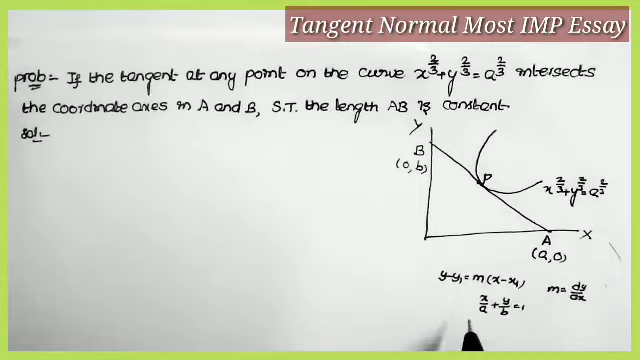 Tangent Normal Most IMP Essay
prob:- If the tangent at any point on the curve x^2/3 + y^2/3 = a^2/3 intersects
the coordinate axes in A and B, S.T. the length AB is constant
sol:-
Y
B
(0, b)
P
x^2/3 + y^2/3 = a^2/3
A
X
(a, 0)
y-y₁ = m(x-x₁)
m = dy/dx
x/a + y/b = 1